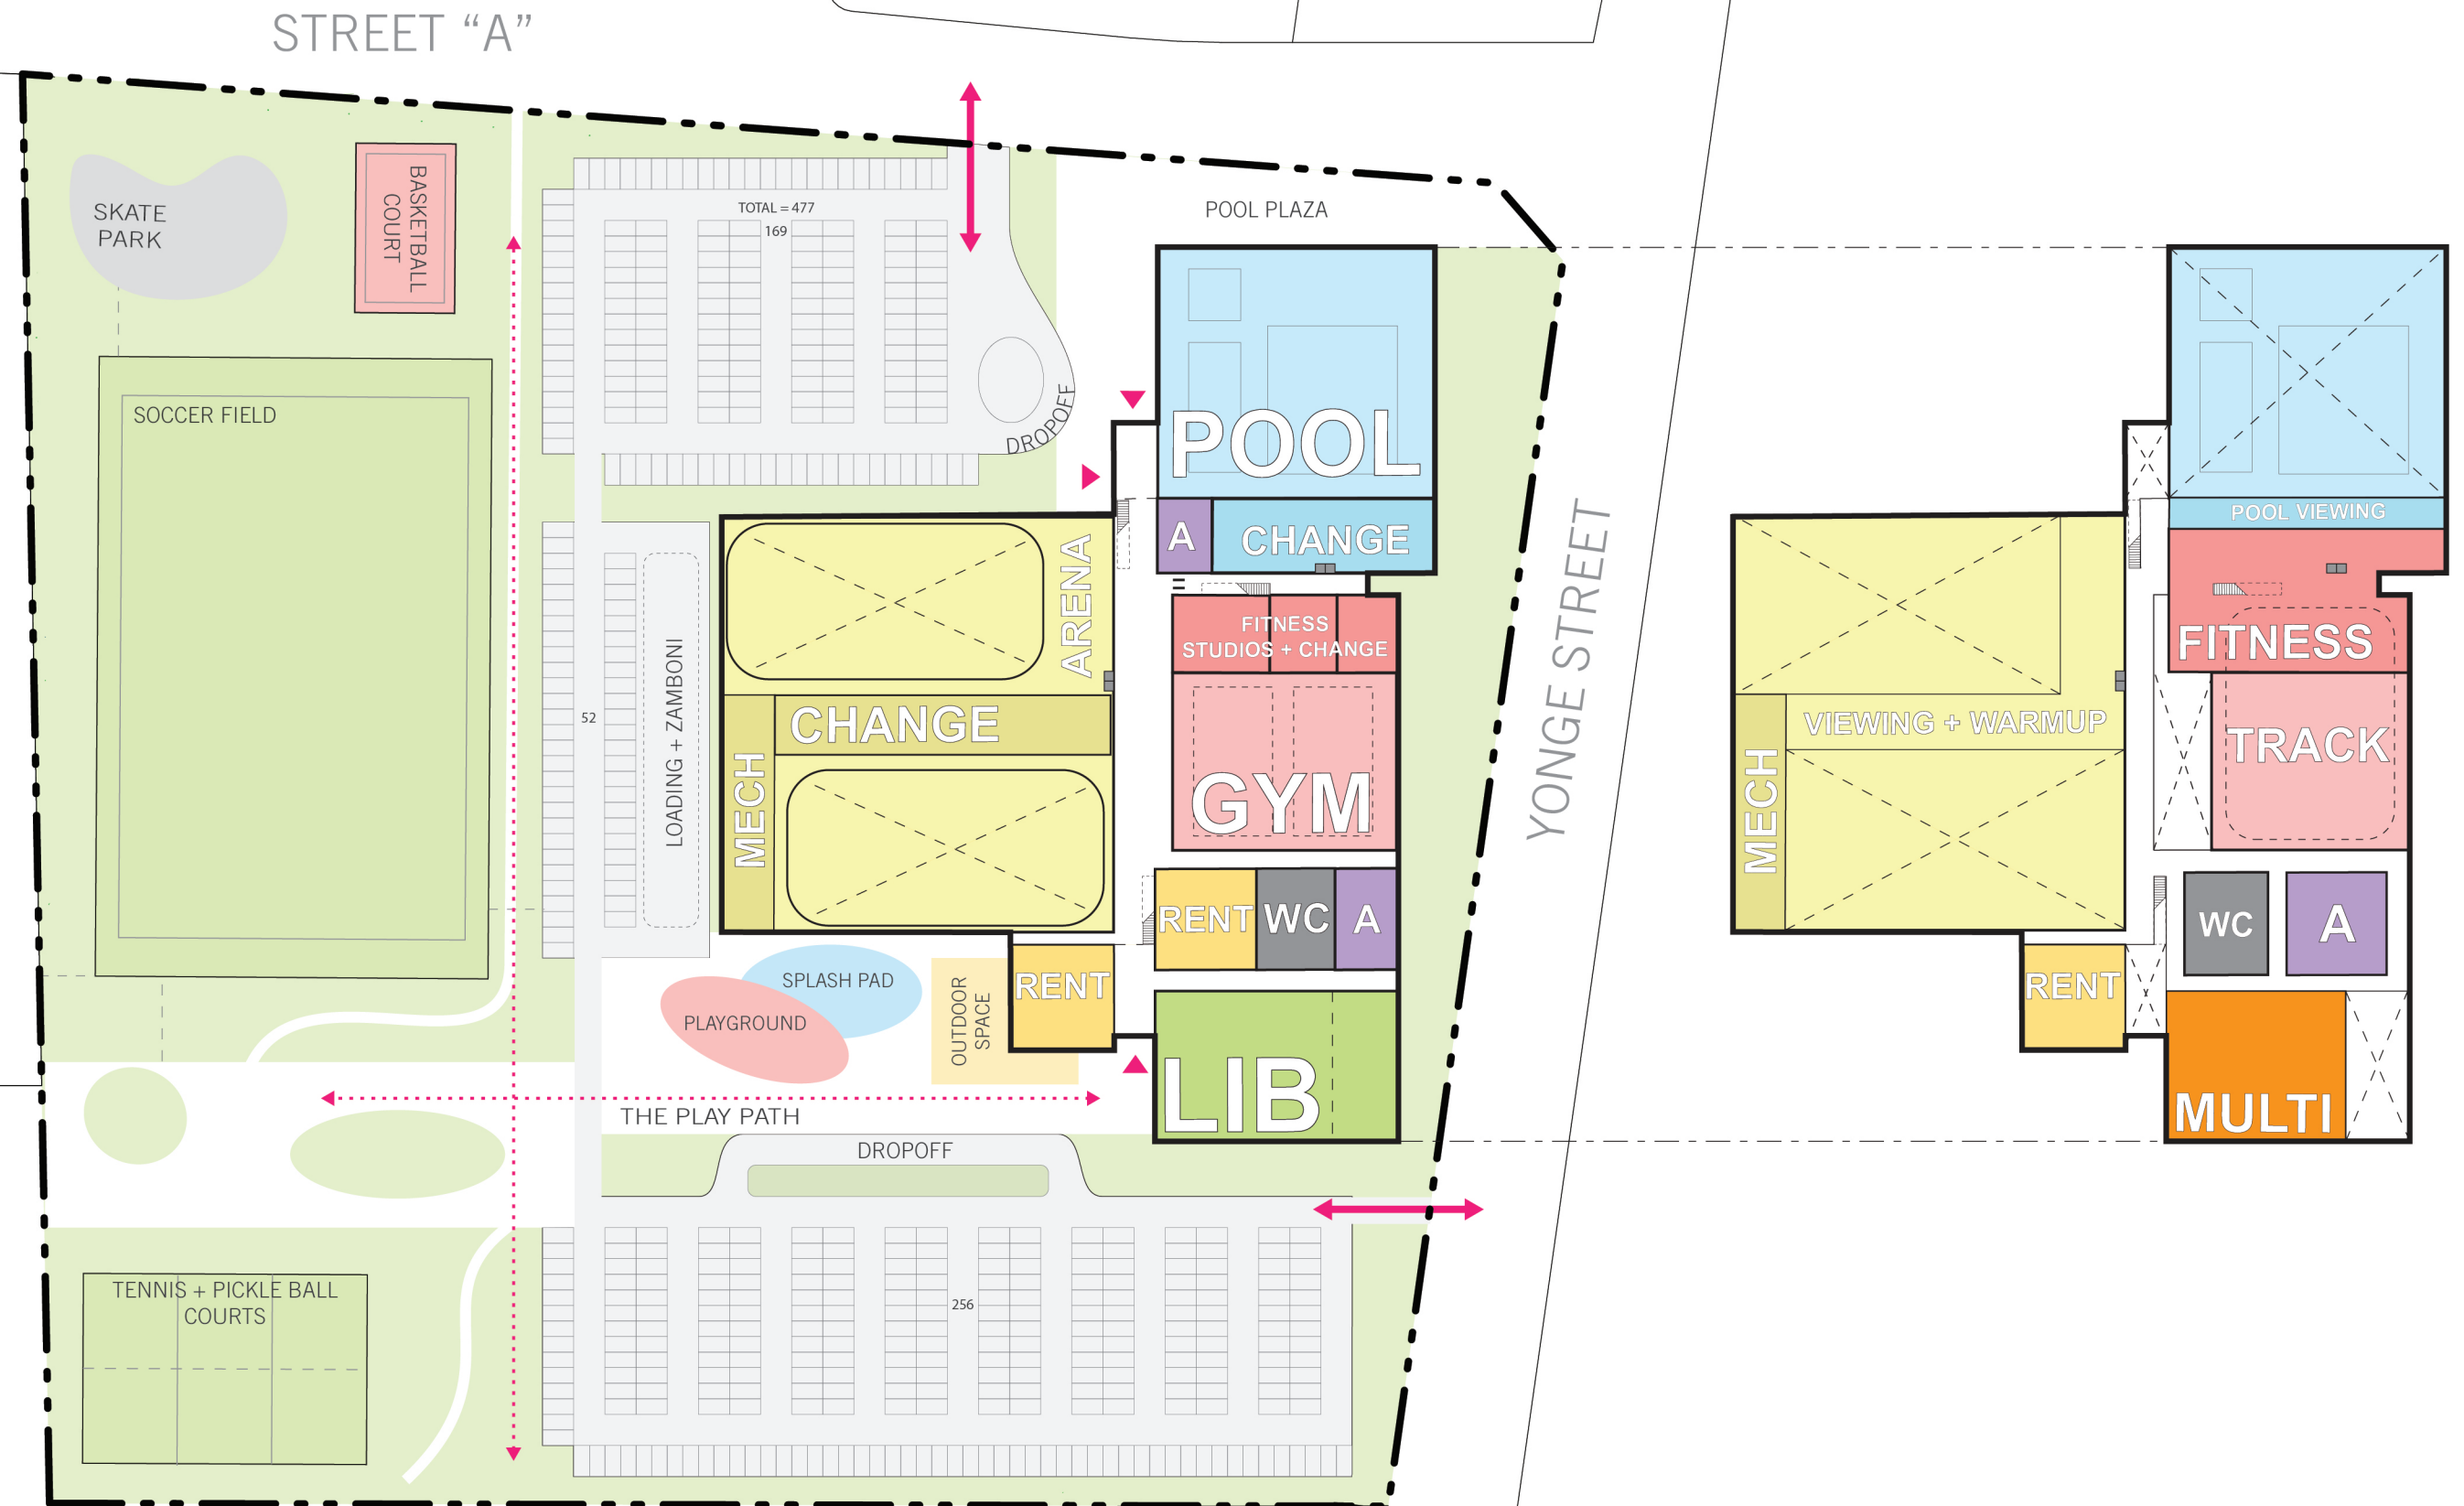 STREET “A”
SKATE
PARK
BASKETBALL
COURT
TOTAL = 477
169
POOL PLAZA
SOCCER FIELD
DROPOFF
POOL
A
CHANGE
ARENA
FITNESS
STUDIOS + CHANGE
LOADING + ZAMBONI
52
CHANGE
MECH
GYM
YONGE STREET
RENT
WC
A
SPLASH PAD
PLAYGROUND
OUTDOOR
SPACE
RENT
LIB
THE PLAY PATH
DROPOFF
TENNIS + PICKLE BALL
COURTS
256
POOL VIEWING
FITNESS
VIEWING + WARMUP
TRACK
MECH
WC
A
RENT
MULTI